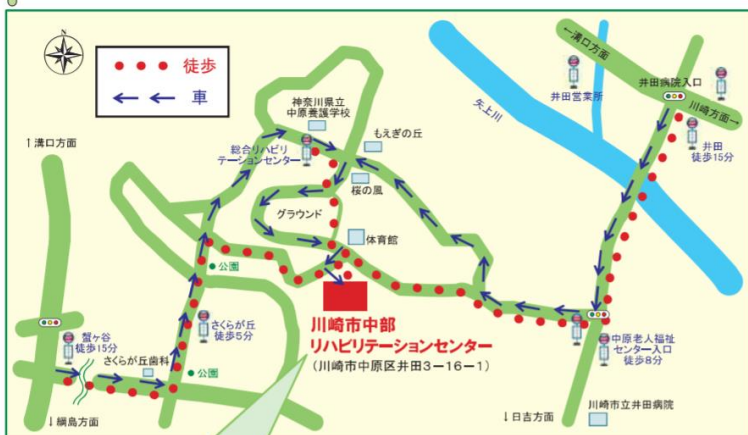 徒歩
車
↑溝口方面
神奈川県立
中原養護学校
総合リハビリ
テーションセンター
もえぎの丘
桜の風
グラウンド
体育館
公園
さくらが丘
徒歩5分
蟹ヶ谷
徒歩15分
さくらが丘歯科
公園
↓綱島方面
川崎市中部
リハビリテーションセンター
(川崎市中原区井田3-16-1)
矢上川
←溝口方面
井田営業所
井田病院入口
川崎方面→
井田
徒歩15分
中原老人福祉
センター入口
徒歩8分
↓日吉方面
川崎市立井田病院